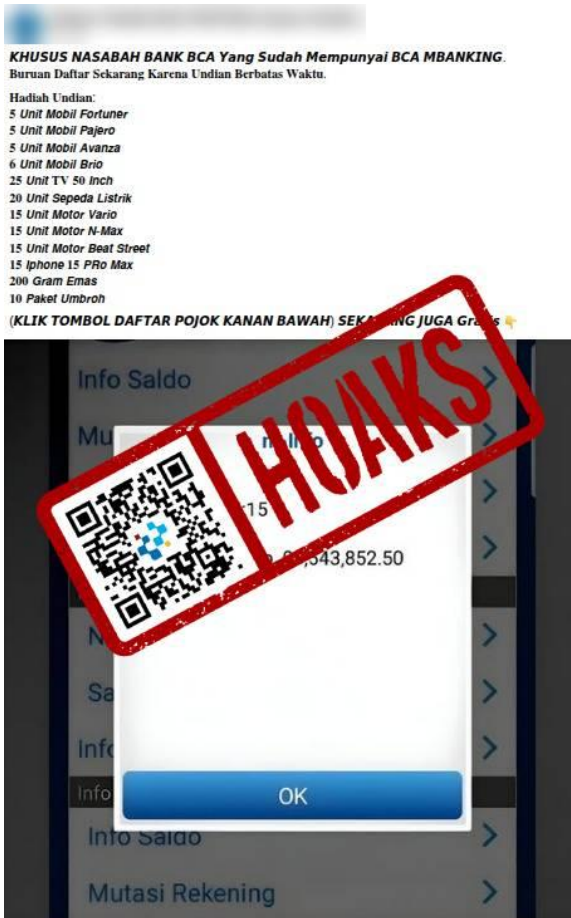 KHUSUS NASABAH BANK BCA Yang Sudah Mempunyai BCA MBANKING.
Buruan Daftar Sekarang Karena Undian Berbatas Waktu.
Hadiah Undian:
5 Unit Mobil Fortuner
5 Unit Mobil Pajero
5 Unit Mobil Avanza
6 Unit Mobil Brio
25 Unit TV 50 Inch
20 Unit Sepeda Listrik
15 Unit Motor Vario
15 Unit Motor N-Max
15 Unit Motor Beat Street
15 Iphone 15 PRo Max
200 Gram Emas
10 Paket Umbroh
(KLIK TOMBOL DAFTAR POJOK KANAN BAWAH) SEKARANG JUGA Gratis 👇
Info Saldo
HOAKS
Info
OK
Info Saldo
Mutasi Rekening